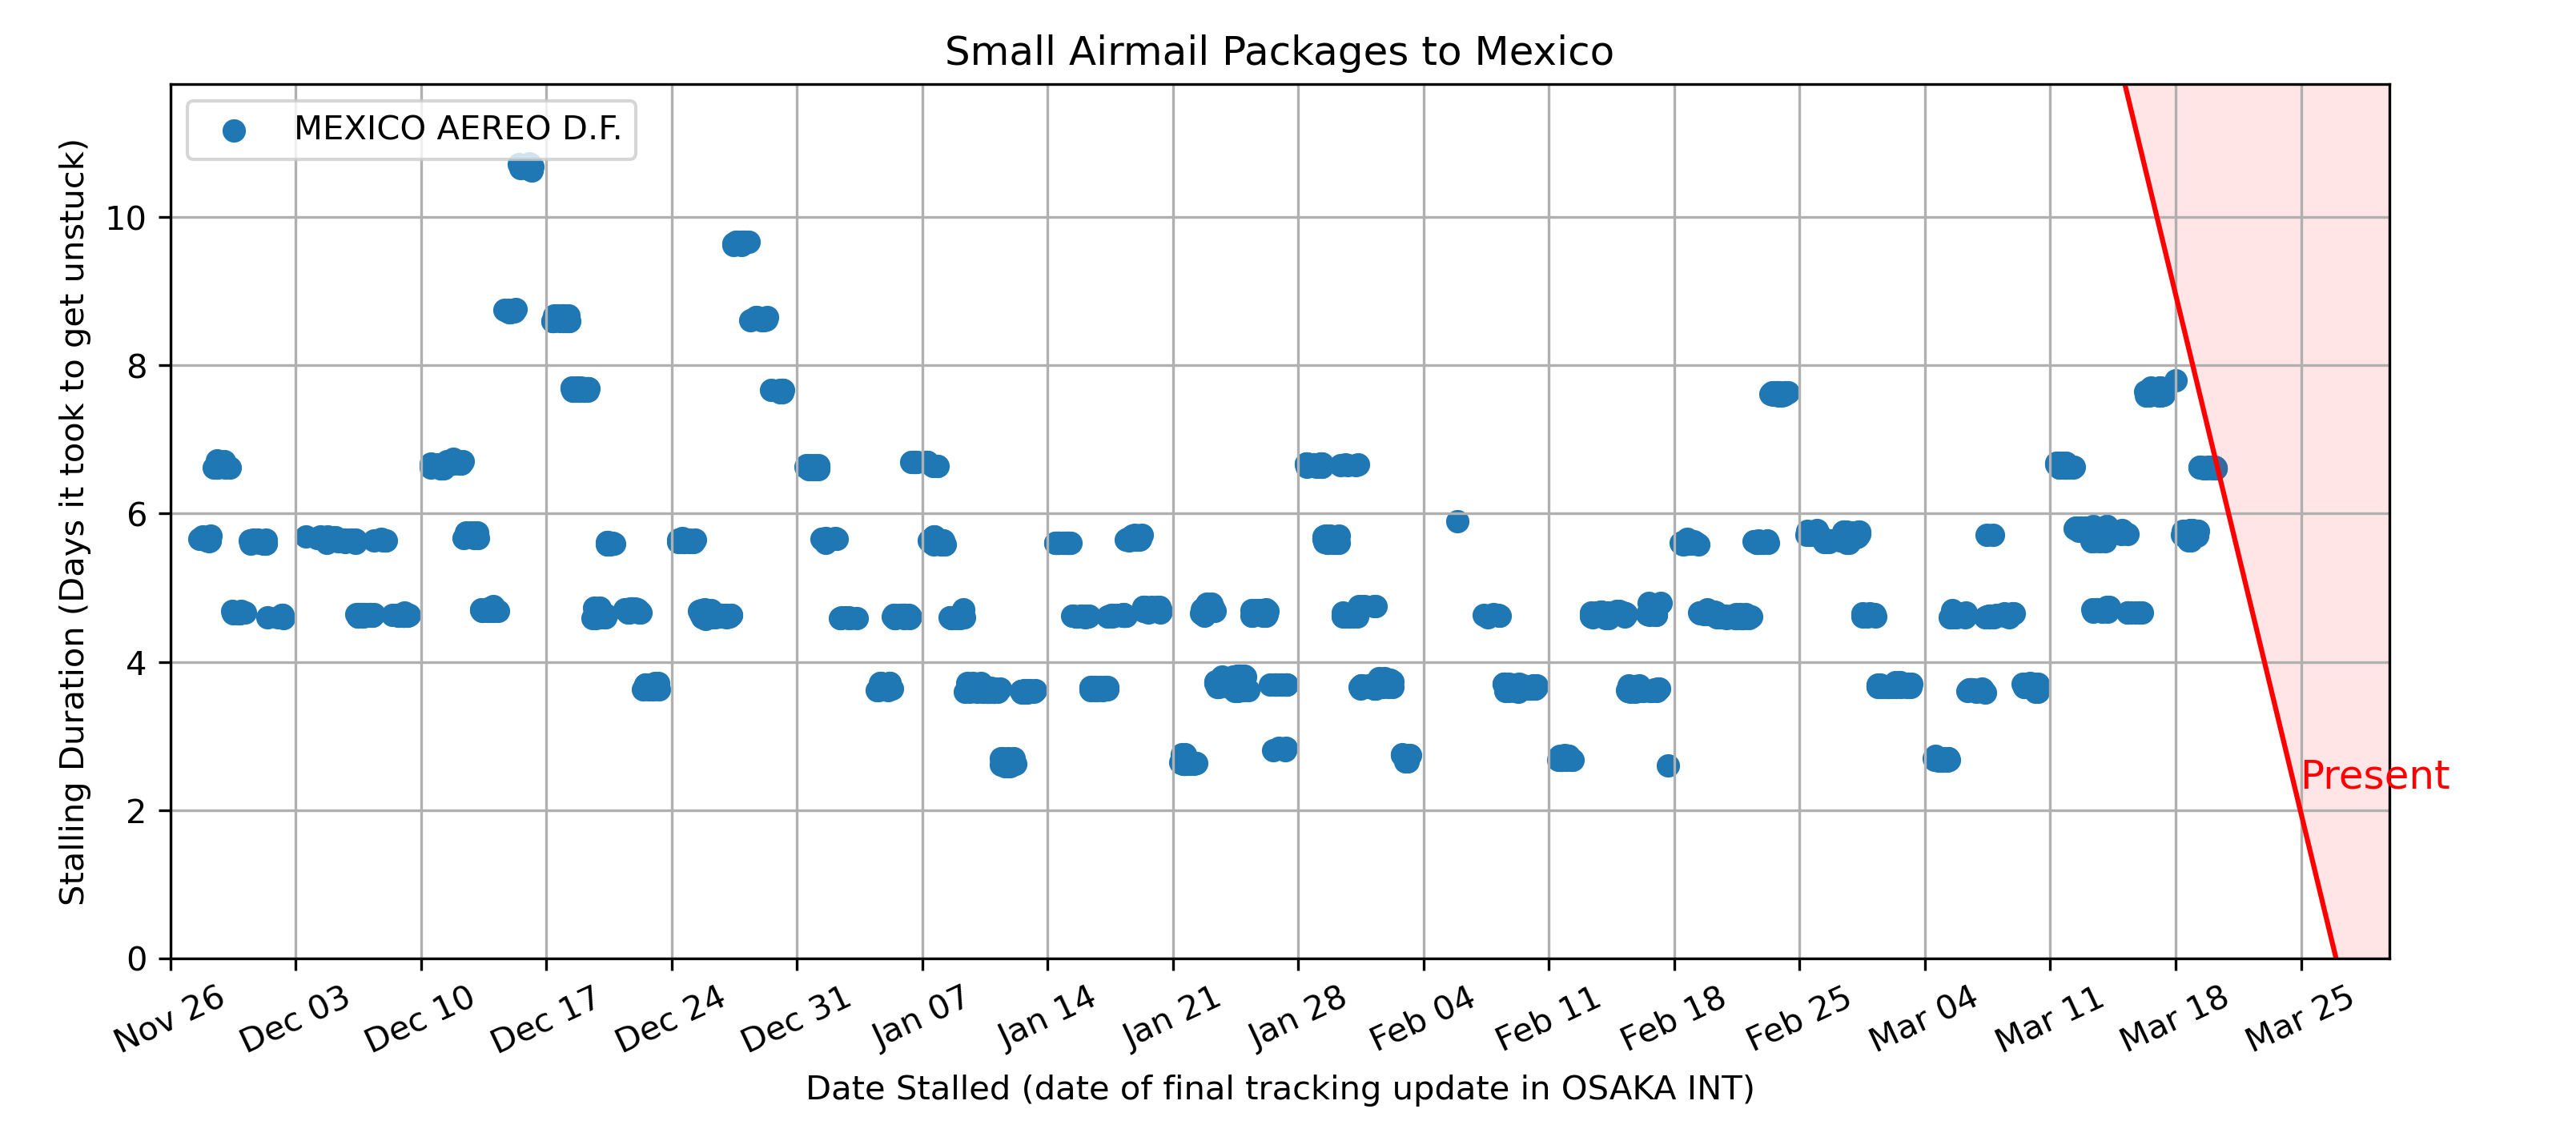 Small Airmail Packages to Mexico
MEXICO AEREO D.F.
Stalling Duration (Days it took to get unstuck)
10
8
6
4
2
0
Present
Nov 26
Dec 03
Dec 10
Dec 17
Dec 24
Dec 31
Jan 07
Jan 14
Jan 21
Jan 28
Feb 04
Feb 11
Feb 18
Feb 25
Mar 04
Mar 11
Mar 18
Mar 25
Date Stalled (date of final tracking update in OSAKA INT)